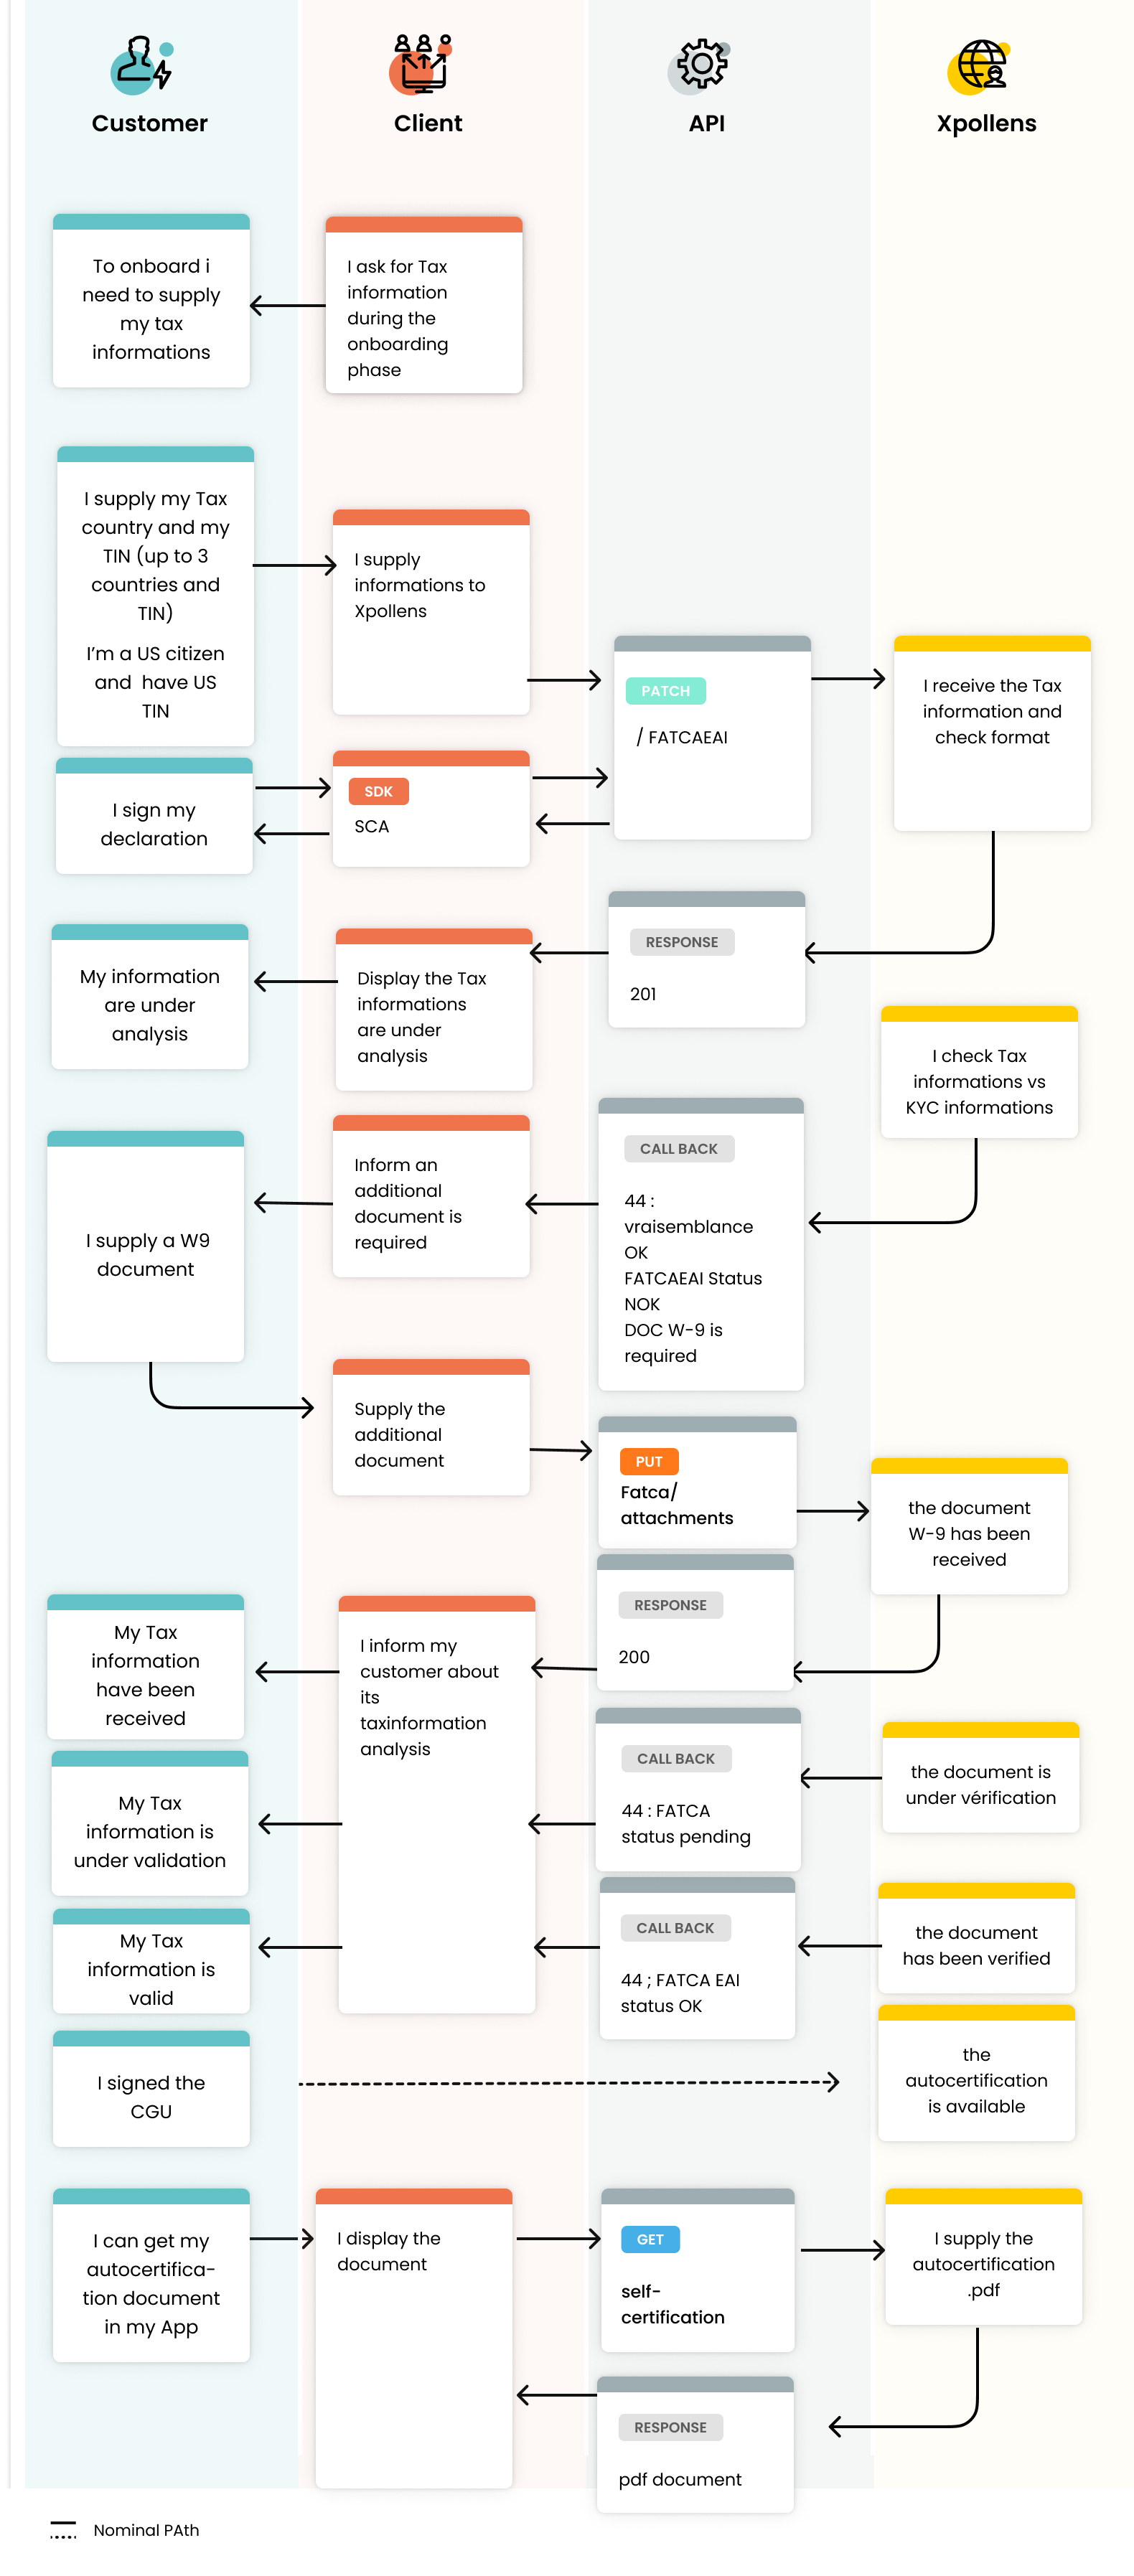 Customer
Client
API
Xpollens
To onboard i
need to supply
my tax
informations
I ask for Tax
information
during the
onboarding
phase
I supply my Tax
country and my
TIN (up to 3
countries and
TIN)
I'm a US citizen
and have US
TIN
I supply
informations to
Xpollens
PATCH
/ FATCAEAI
I receive the Tax
information and
check format
I sign my
declaration
SDK
SCA
RESPONSE
201
Display the Tax
informations
are under
analysis
My information
are under
analysis
I check Tax
informations vs
KYC informations
CALL BACK
44 :
vraisemblance
OK
FATCAEAI Status
NOK
DOC W-9 is
required
Inform an
additional
document is
required
I supply a W9
document
Supply the
additional
document
PUT
Fatca/
attachments
the document
W-9 has been
received
RESPONSE
200
I inform my
customer about
its
taxinformation
analysis
My Tax
information
have been
received
the document is
under vérification
CALL BACK
44 : FATCA
status pending
My Tax
information is
under validation
the document
has been verified
CALL BACK
44 ; FATCA EAI
status OK
My Tax
information is
valid
I signed the
CGU
the
autocertification
is available
I can get my
autocertifica-
tion document
in my App
I display the
document
GET
self-
certification
I supply the
autocertification
.pdf
RESPONSE
pdf document
Nominal PAth